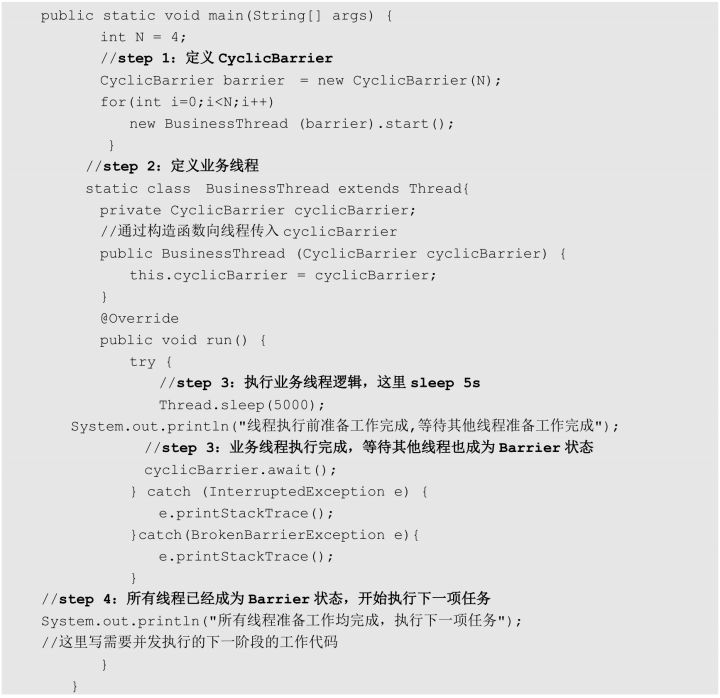 public static void main(String[] args) {
int N = 4;
//step 1：定义 CyclicBarrier
CyclicBarrier barrier  = new CyclicBarrier(N);
for(int i=0;i<N;i++)
new BusinessThread (barrier).start();
}
//step 2：定义业务线程
static class  BusinessThread extends Thread{
private CyclicBarrier cyclicBarrier;
//通过构造函数向线程传入 cyclicBarrier
public BusinessThread (CyclicBarrier cyclicBarrier) {
this.cyclicBarrier = cyclicBarrier;
}
@Override
public void run() {
try {
//step 3：执行业务线程逻辑，这里 sleep 5s
Thread.sleep(5000);
System.out.println("线程执行前准备工作完成,等待其他线程准备工作完成");
//step 3：业务线程执行完成，等待其他线程也成为 Barrier 状态
cyclicBarrier.await();
} catch (InterruptedException e) {
e.printStackTrace();
}catch(BrokenBarrierException e){
e.printStackTrace();
}
//step 4：所有线程已经成为 Barrier 状态，开始执行下一项任务
System.out.println("所有线程准备工作均完成，执行下一项任务");
//这里写需要并发执行的下一阶段的工作代码
}
}